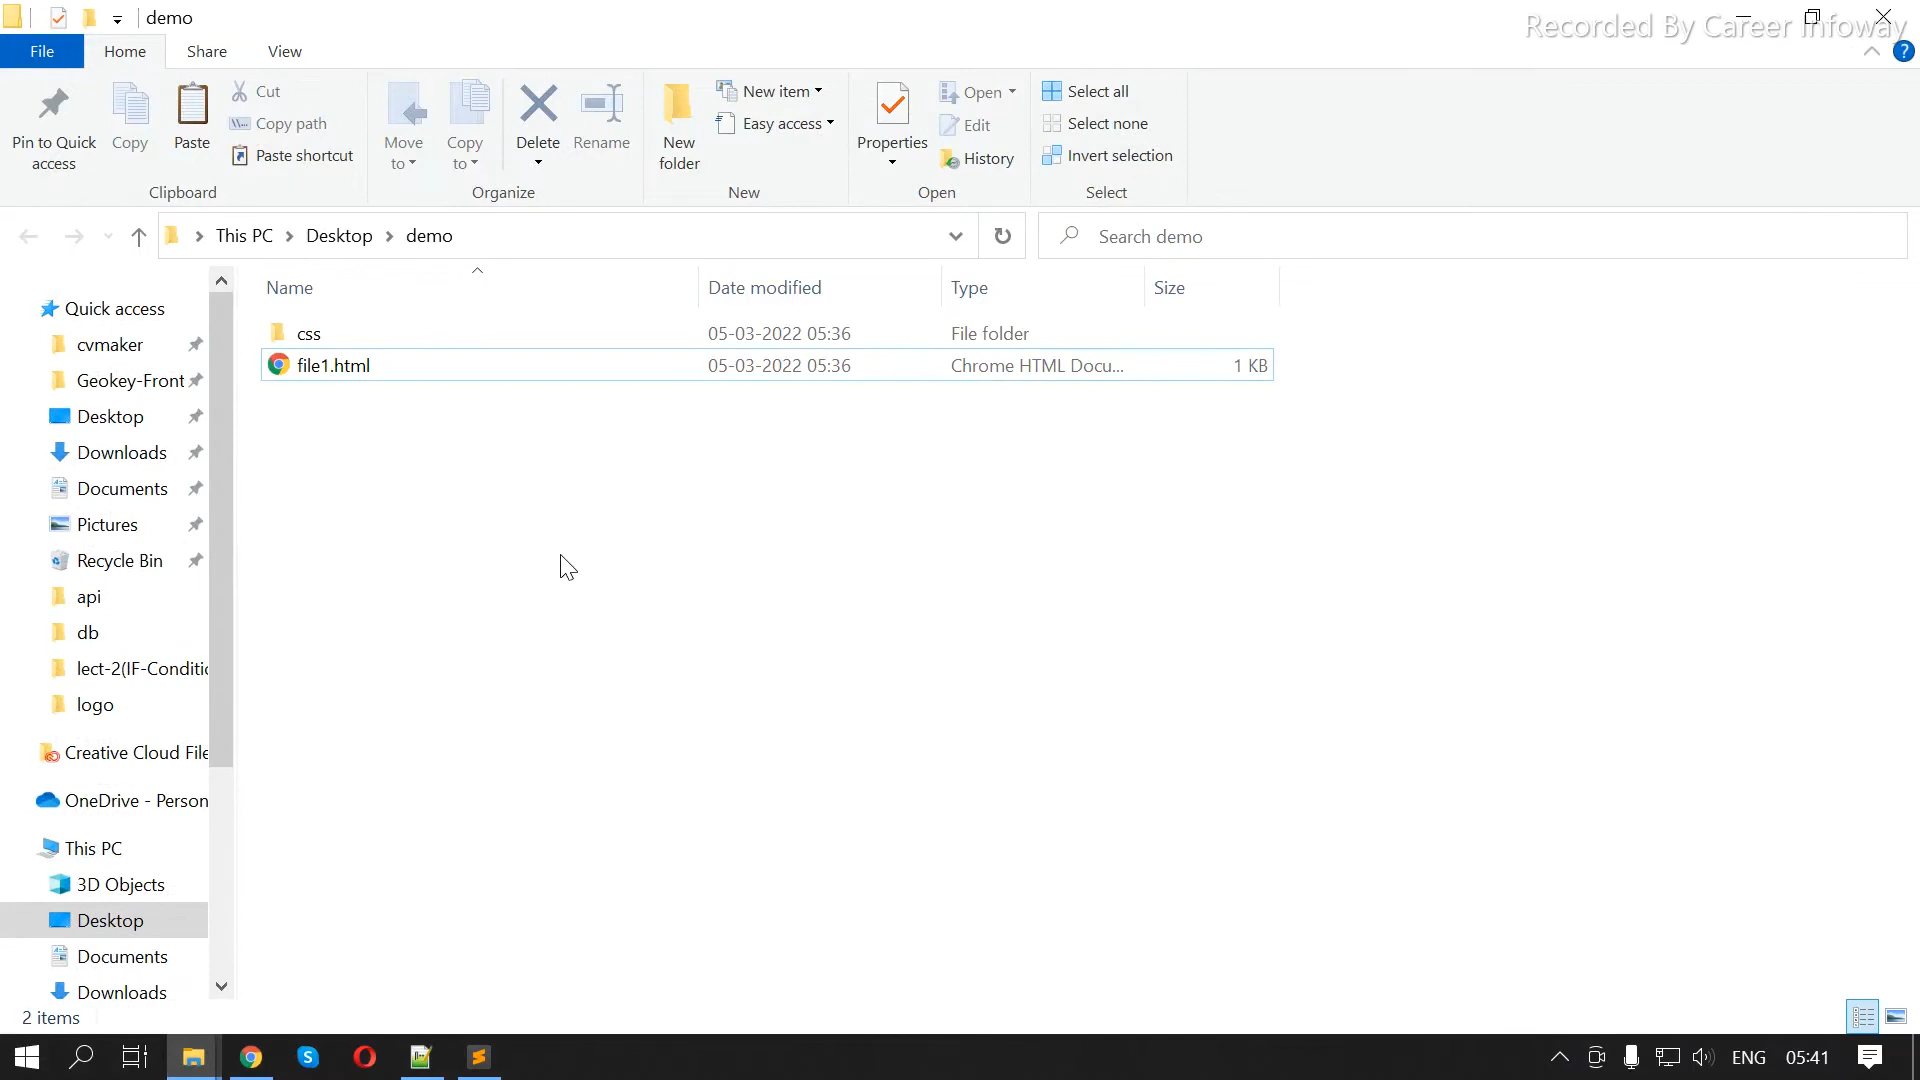 demo
Recorded By Career Infoway
File
Home
Share
View
?
Pin to Quick access
Copy
Paste
Cut
Copy path
Paste shortcut
Clipboard
Move to
Copy to
Delete
Rename
Organize
New folder
New item
Easy access
New
Properties
Open
Edit
History
Open
Select all
Select none
Invert selection
Select
This PC
Desktop
demo
Search demo
Name
Date modified
Type
Size
css
05-03-2022 05:36
File folder
file1.html
05-03-2022 05:36
Chrome HTML Docu...
1 KB
Quick access
cvmaker
Geokey-Front
Desktop
Downloads
Documents
Pictures
Recycle Bin
api
db
lect-2(IF-Conditic
logo
Creative Cloud File
OneDrive - Person
This PC
3D Objects
Desktop
Documents
Downloads
2 items
ENG
05:41